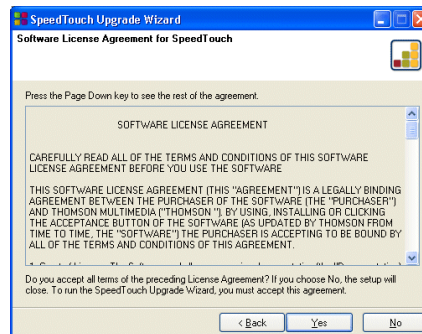 SpeedTouch Upgrade Wizard
Software License Agreement for SpeedTouch
Press the Page Down key to see the rest of the agreement.
SOFTWARE LICENSE AGREEMENT
CAREFULLY READ ALL OF THE TERMS AND CONDITIONS OF THIS SOFTWARE
LICENSE AGREEMENT BEFORE YOU USE THE SOFTWARE
THIS SOFTWARE LICENSE AGREEMENT (THIS "AGREEMENT") IS A LEGALLY BINDING
AGREEMENT BETWEEN THE PURCHASER OF THE SOFTWARE (THE "PURCHASER")
AND THOMSON MULTIMEDIA ("THOMSON "). BY USING, INSTALLING OR CLICKING
THE ACCEPTANCE BUTTON OF THE SOFTWARE (AS UPDATED BY THOMSON FROM
TIME TO TIME, THE "SOFTWARE") THE PURCHASER IS ACCEPTING TO BE BOUND BY
ALL OF THE TERMS AND CONDITIONS OF THIS AGREEMENT.
Do you accept all terms of the preceding License Agreement? If you choose No, the setup will
close. To run the SpeedTouch Upgrade Wizard, you must accept this agreement.
< Back Yes No